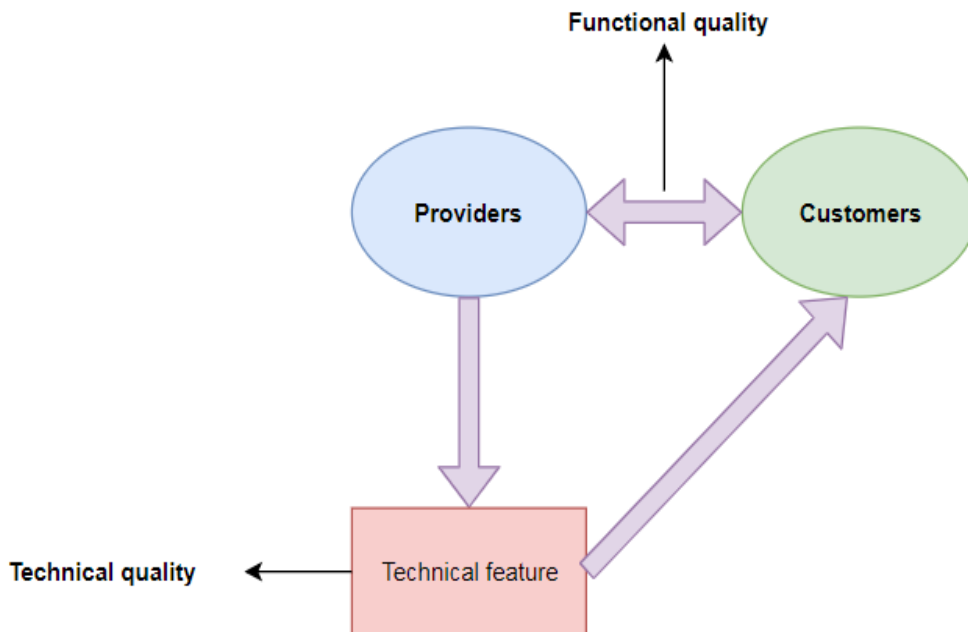 Functional quality
Providers
Customers
Technical quality
Technical feature